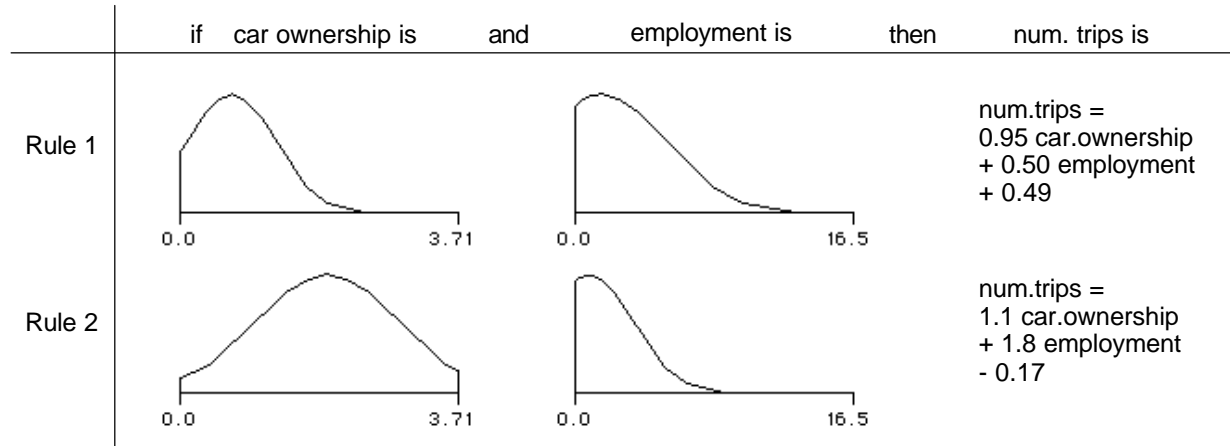 if car ownership is and employment is then num. trips is
Rule 1
num.trips =
0.95 car.ownership
+ 0.50 employment
+ 0.49
0.0 3.71 0.0 16.5
Rule 2
num.trips =
1.1 car.ownership
+ 1.8 employment
- 0.17
0.0 3.71 0.0 16.5